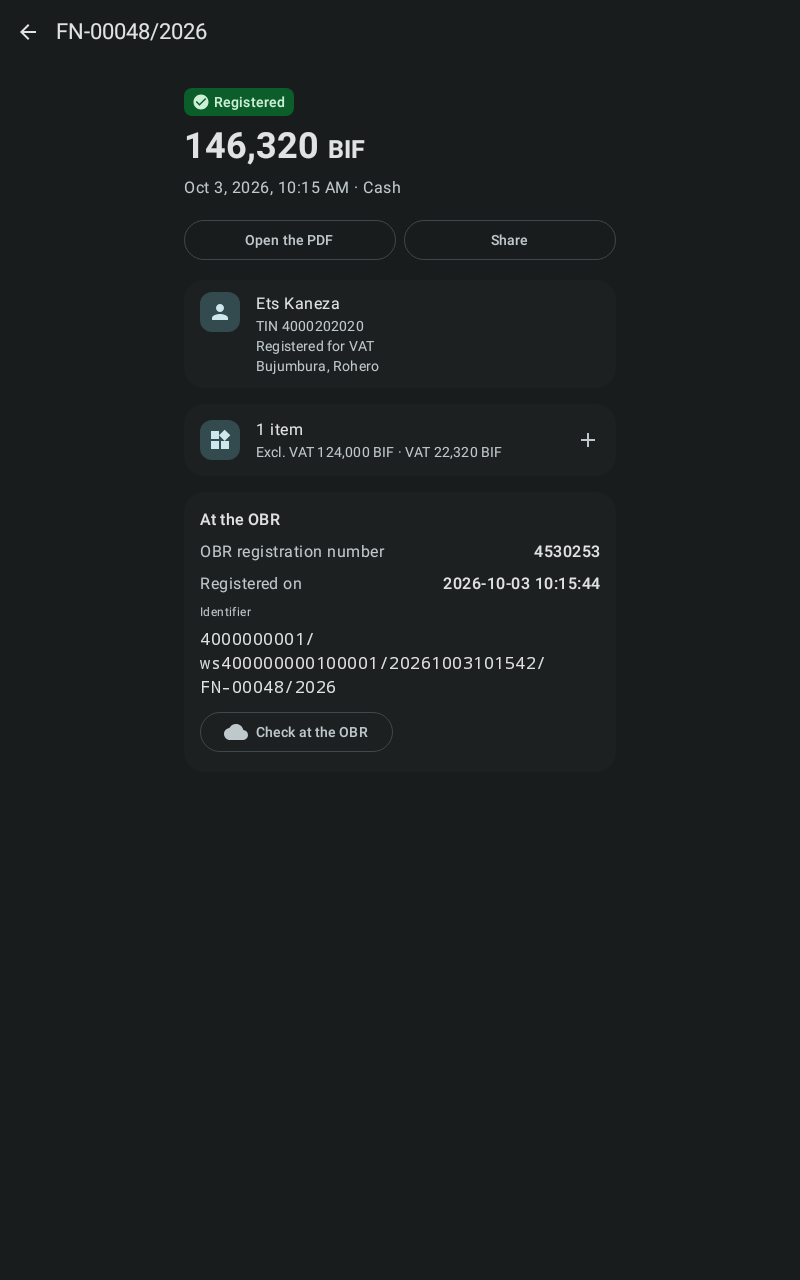 FN-00048/2026
Registered
146,320 BIF
Oct 3, 2026, 10:15 AM · Cash
Open the PDF
Share
Ets Kaneza
TIN 4000202020
Registered for VAT
Bujumbura, Rohero
1 item
Excl. VAT 124,000 BIF · VAT 22,320 BIF
At the OBR
OBR registration number 4530253
Registered on 2026-10-03 10:15:44
Identifier
4000000001/
ws400000000100001/20261003101542/
FN-00048/2026
Check at the OBR